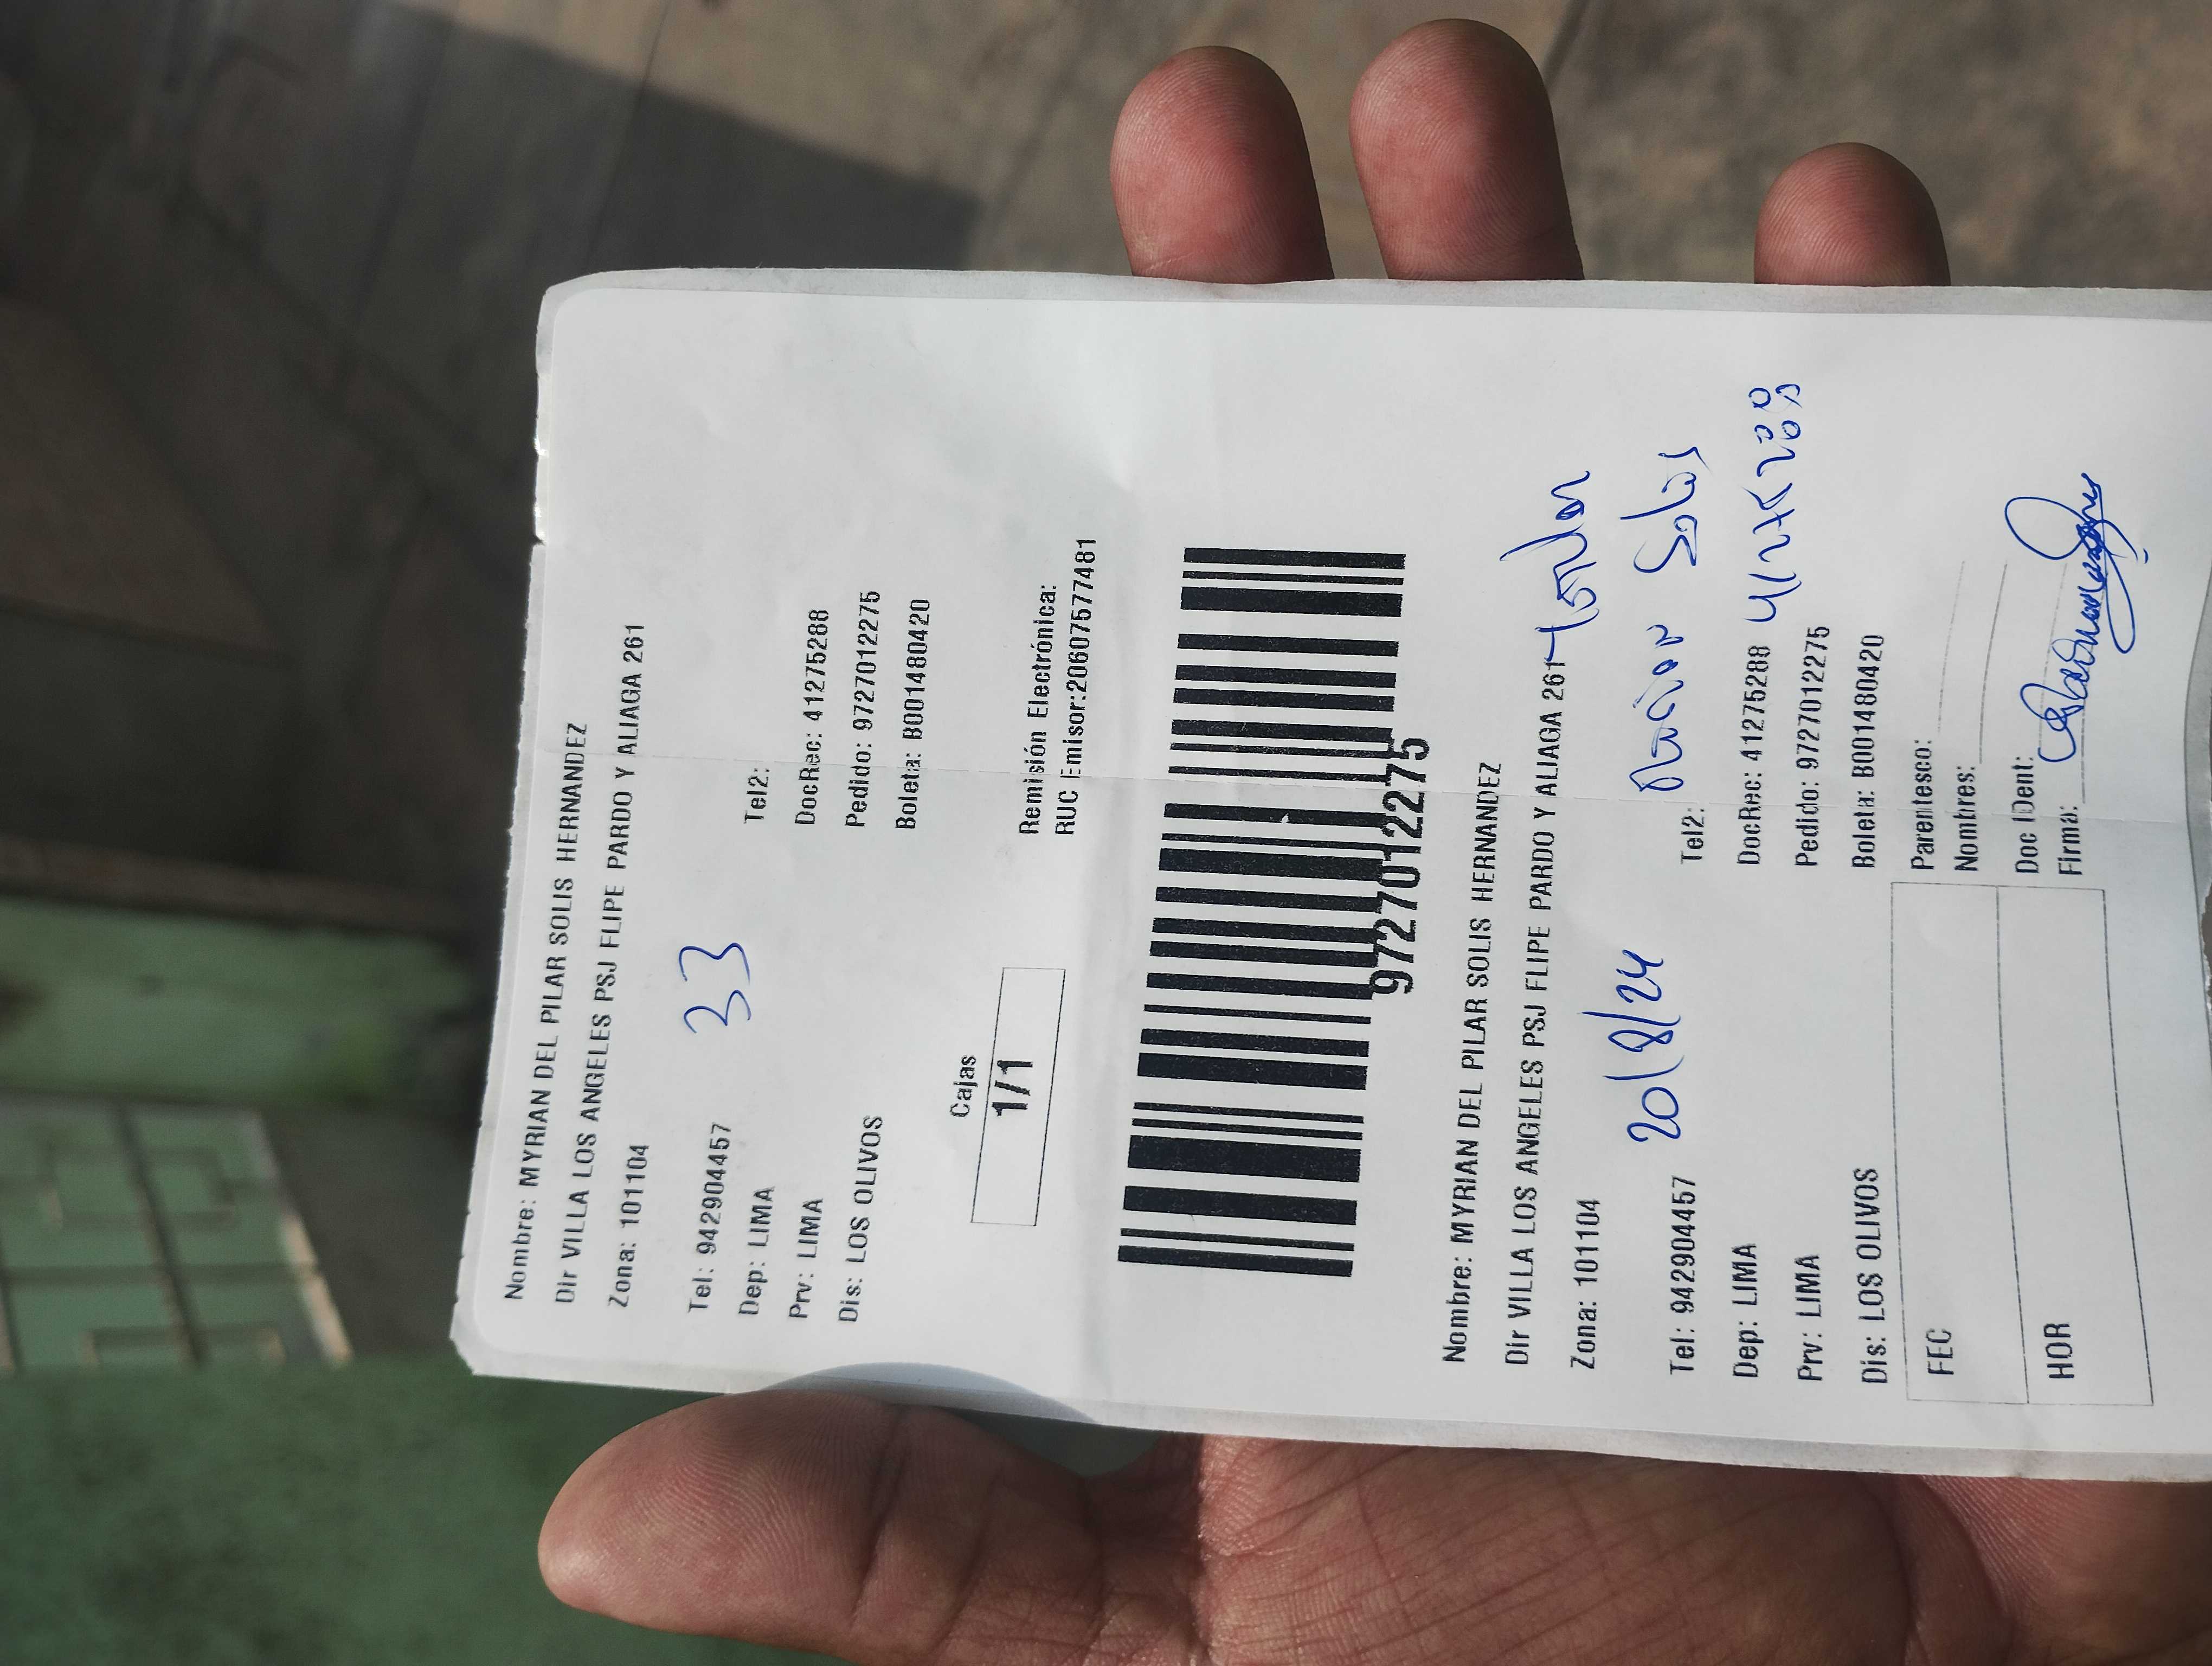 Nombre: MYRIAN DEL PILAR SOLIS HERNANDEZ
Dir VILLA LOS ANGELES PSJ FLIPE PARDO Y ALIAGA 261
Zona: 101104
33
Tel: 942904457 Tel2:
Dep: LIMA DocRec: 41275288
Prv: LIMA Pedido: 9727012275
Dis: LOS OLIVOS Boleta: B001480420
Cajas
1/1
Remisión Electrónica:
RUC Emisor:20607577481
9727012275
Nombre: MYRIAN DEL PILAR SOLIS HERNANDEZ
Dir VILLA LOS ANGELES PSJ FLIPE PARDO Y ALIAGA 261
Zona: 101104
20/8/24
Solis
Tel: 942904457 Tel2:
Dep: LIMA DocRec: 41275288 41275288
Prv: LIMA Pedido: 9727012275
Dis: LOS OLIVOS Boleta: B001480420
FEC Parentesco:
Nombres:
HOR Doc IDent:
Firma: